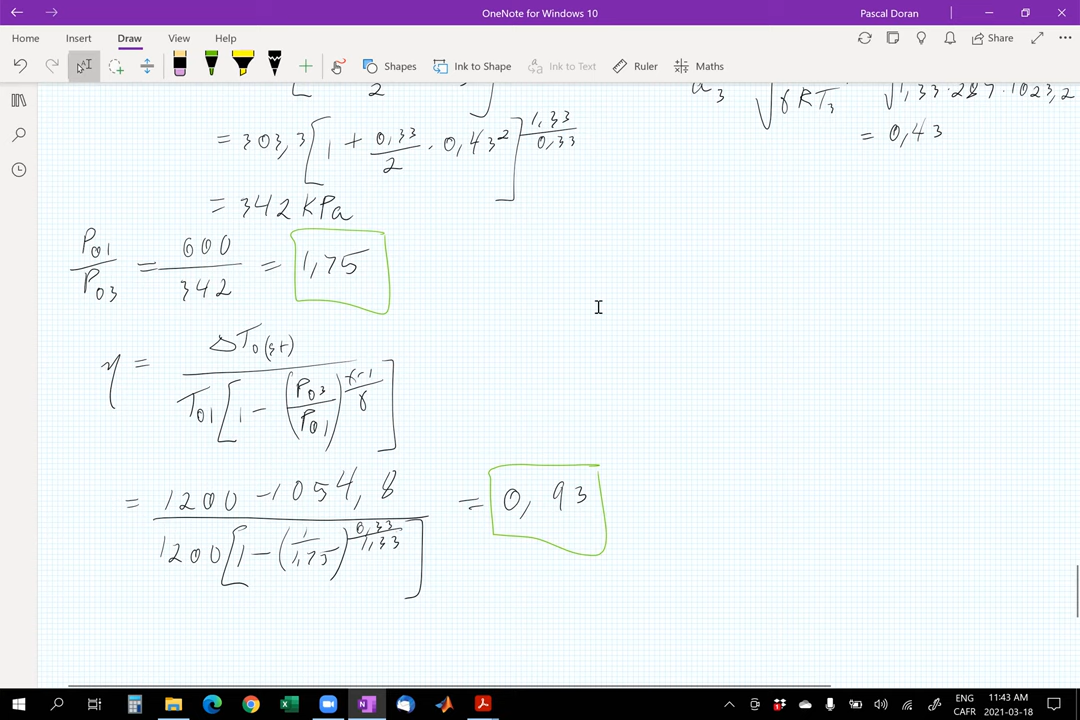 OneNote for Windows 10
Pascal Doran
Home Insert Draw View Help
Share
Shapes Ink to Shape Ink to Text Ruler Maths
2
a3 √γRT3 √1,33·287·1023,2
= 303,3[1 + 0,33/2 · 0,43²]^(1,33/0,33)
= 0,43
= 342 KPa
P01/P03 = 600/342 = 1,75
η = ΔT0(st) / T01[1 - (P03/P01)^(γ-1/γ)]
= 1200 - 1054,8 / 1200[1 - (1/1,75)^(0,33/1,33)] = 0,93
ENG
CAFR
11:43 AM
2021-03-18